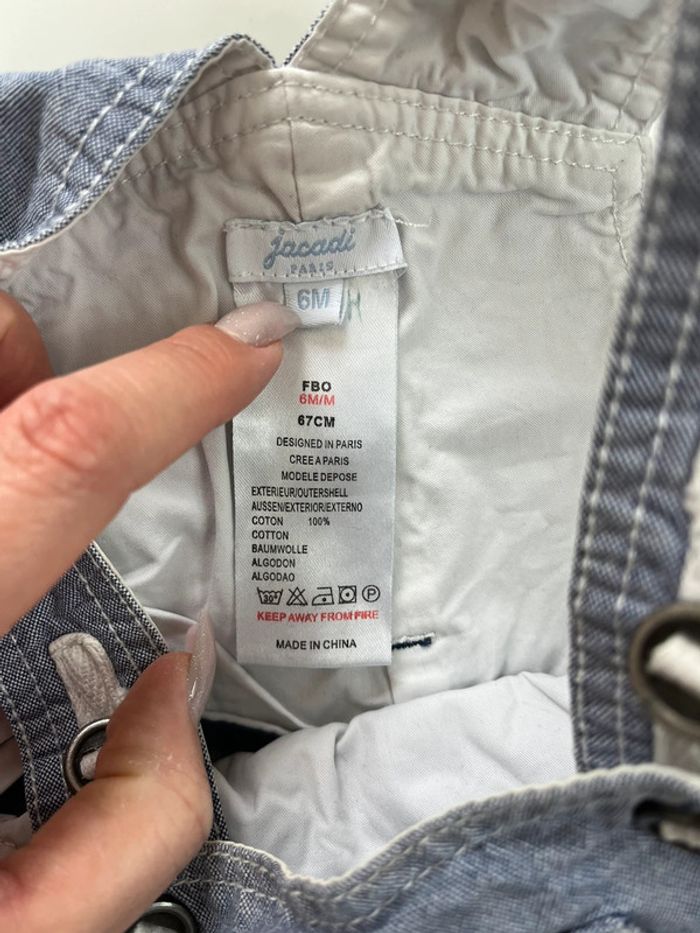 jacadi
PARIS
6M
H
FBO
6M/M
67CM
DESIGNED IN PARIS
CREE A PARIS
MODELE DEPOSE
EXTERIEUR/OUTERSHELL
AUSSEN/EXTERIOR/EXTERNO
COTON 100%
COTTON
BAUMWOLLE
ALGODON
ALGODAO
30° P
KEEP AWAY FROM FIRE
MADE IN CHINA